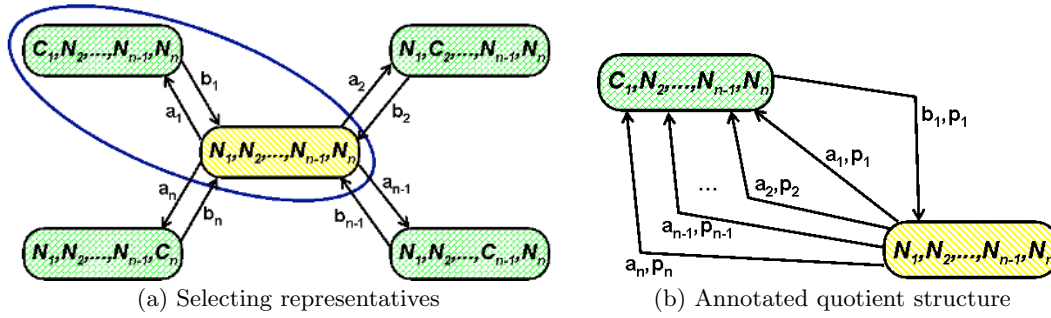 C₁,N₂,...,Nₙ₋₁,Nₙ
N₁,C₂,...,Nₙ₋₁,Nₙ
b₁
a₁
a₂
b₂
N₁,N₂,...,Nₙ₋₁,Nₙ
aₙ
bₙ
aₙ₋₁
bₙ₋₁
N₁,N₂,...,Nₙ₋₁,Cₙ
N₁,N₂,...,Cₙ₋₁,Nₙ
(a) Selecting representatives
C₁,N₂,...,Nₙ₋₁,Nₙ
b₁,p₁
a₁,p₁
...
a₂,p₂
aₙ₋₁,pₙ₋₁
aₙ,pₙ
N₁,N₂,...,Nₙ₋₁,Nₙ
(b) Annotated quotient structure